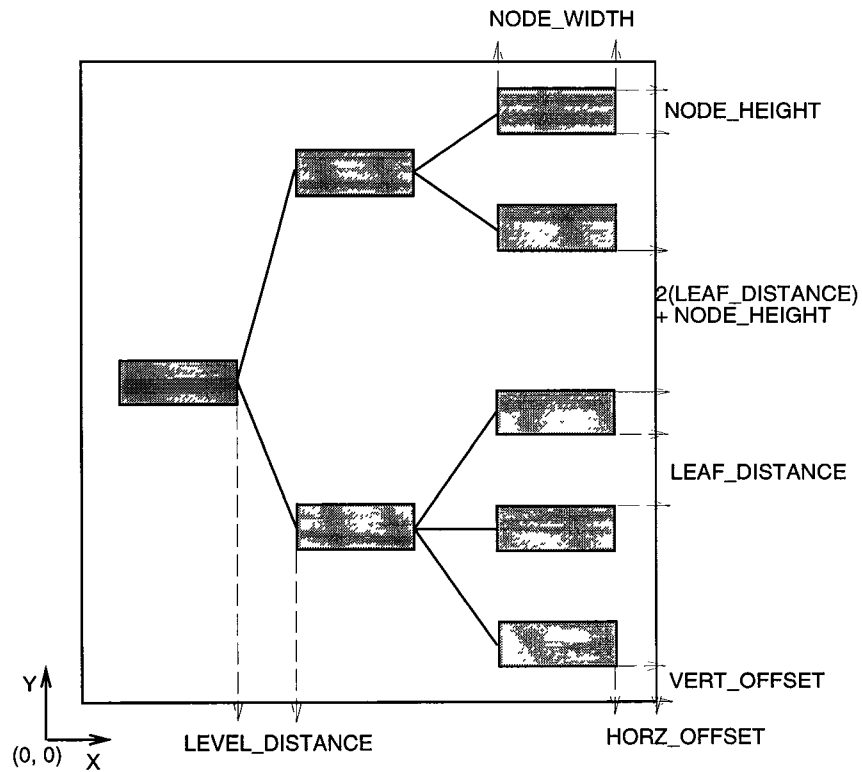 NODE_WIDTH
NODE_HEIGHT
2(LEAF_DISTANCE)
+ NODE_HEIGHT
LEAF_DISTANCE
VERT_OFFSET
HORZ_OFFSET
LEVEL_DISTANCE
Y
(0, 0)
X